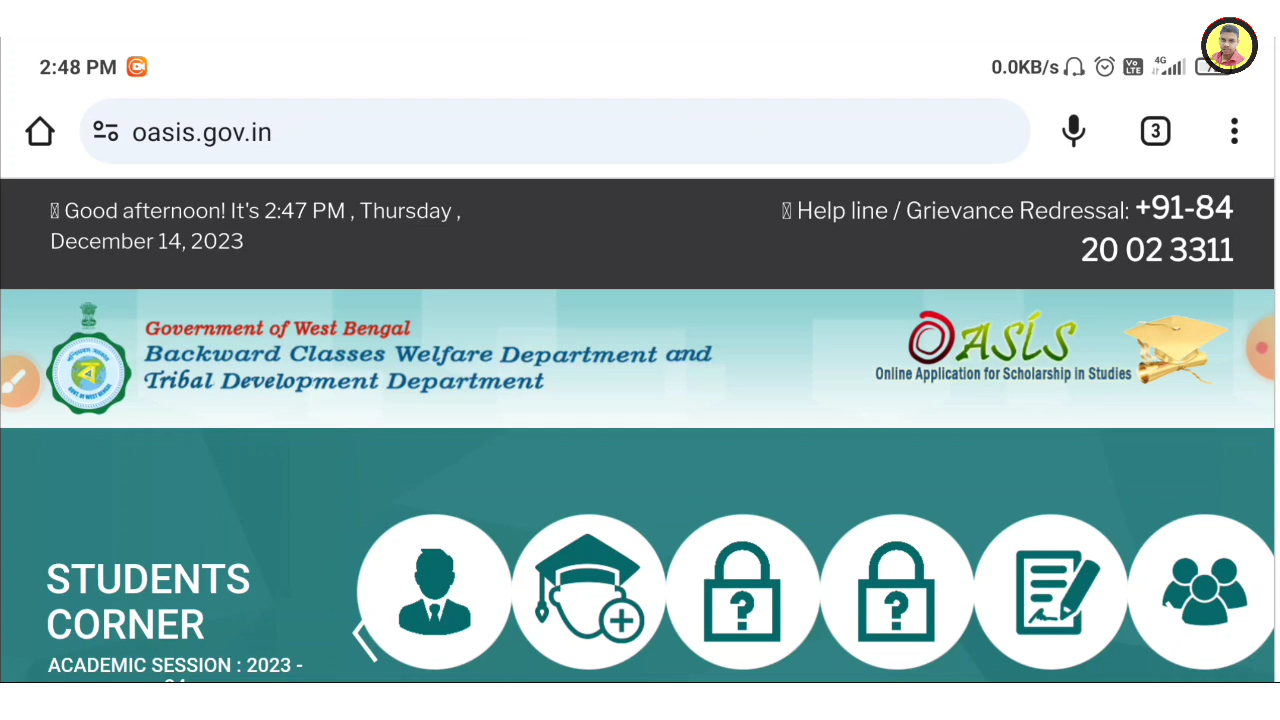 2:48 PM
0.0KB/s
4G
Vo
LTE
oasis.gov.in
3
Good afternoon! It's 2:47 PM , Thursday ,
December 14, 2023
Help line / Grievance Redressal: +91-84
20 02 3311
Government of West Bengal
Backward Classes Welfare Department and
Tribal Development Department
OASIS
Online Application for Scholarship in Studies
ব
?
?
STUDENTS
CORNER
ACADEMIC SESSION : 2023 -